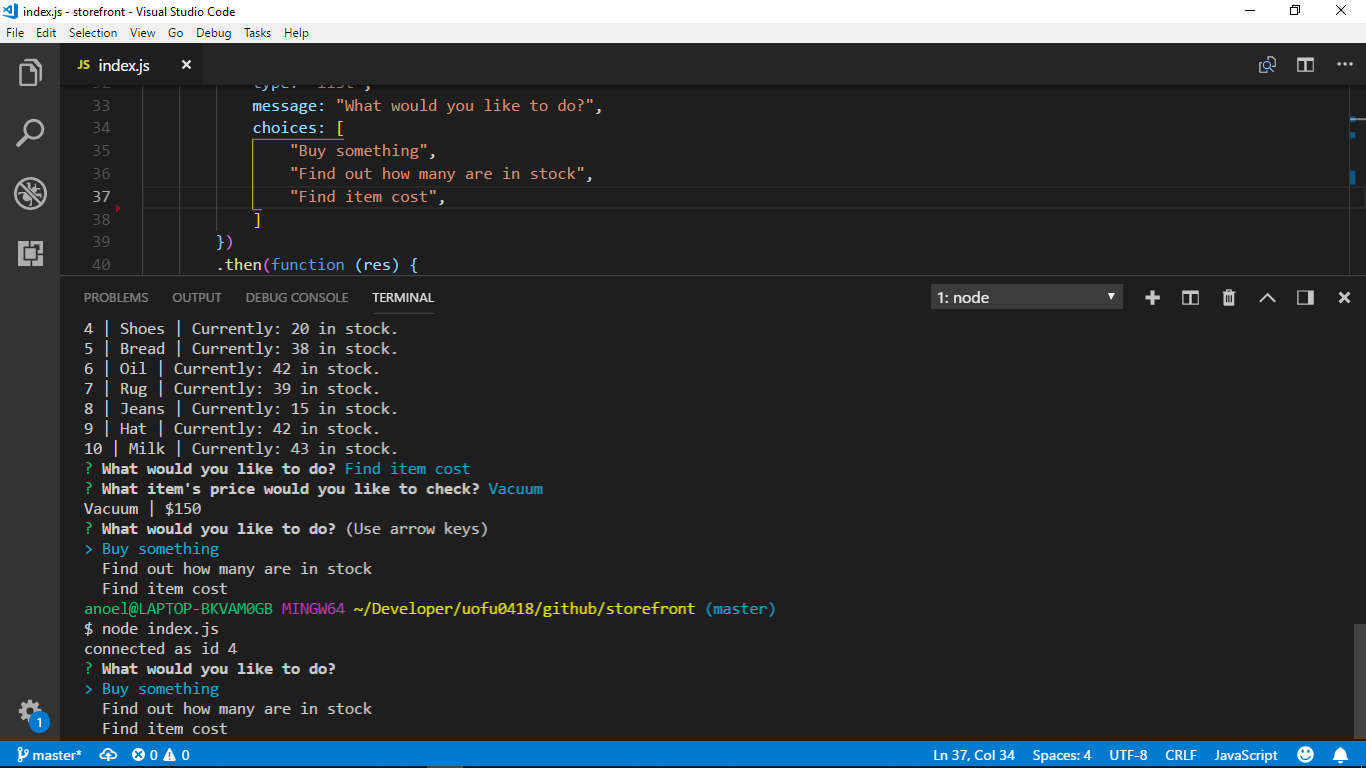 index.js - storefront - Visual Studio Code
File Edit Selection View Go Debug Tasks Help
JS index.js
33 message: "What would you like to do?",
34 choices: [
35 "Buy something",
36 "Find out how many are in stock",
37 "Find item cost",
38 ]
39 })
40 .then(function (res) {
PROBLEMS OUTPUT DEBUG CONSOLE TERMINAL 1: node
4 | Shoes | Currently: 20 in stock.
5 | Bread | Currently: 38 in stock.
6 | Oil | Currently: 42 in stock.
7 | Rug | Currently: 39 in stock.
8 | Jeans | Currently: 15 in stock.
9 | Hat | Currently: 42 in stock.
10 | Milk | Currently: 43 in stock.
? What would you like to do? Find item cost
? What item's price would you like to check? Vacuum
Vacuum | $150
? What would you like to do? (Use arrow keys)
> Buy something
Find out how many are in stock
Find item cost
anoel@LAPTOP-BKVAM0GB MINGW64 ~/Developer/uofu0418/github/storefront (master)
$ node index.js
connected as id 4
? What would you like to do?
> Buy something
Find out how many are in stock
Find item cost
1
master* 0 0 Ln 37, Col 34 Spaces: 4 UTF-8 CRLF JavaScript